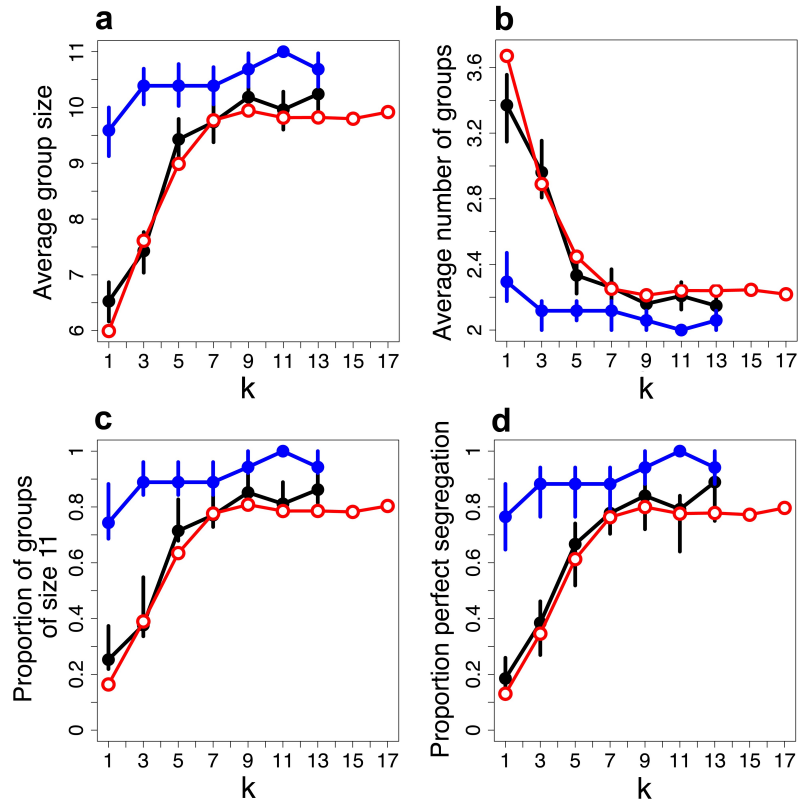 a
Average group size
11
10
9
8
7
6
1 3 5 7 9 11 13 15 17
k
b
Average number of groups
3.6
3.2
2.8
2.4
2
1 3 5 7 9 11 13 15 17
k
c
Proportion of groups
of size 11
1
0.8
0.6
0.4
0.2
0
1 3 5 7 9 11 13 15 17
k
d
Proportion perfect segregation
1
0.8
0.6
0.4
0.2
0
1 3 5 7 9 11 13 15 17
k